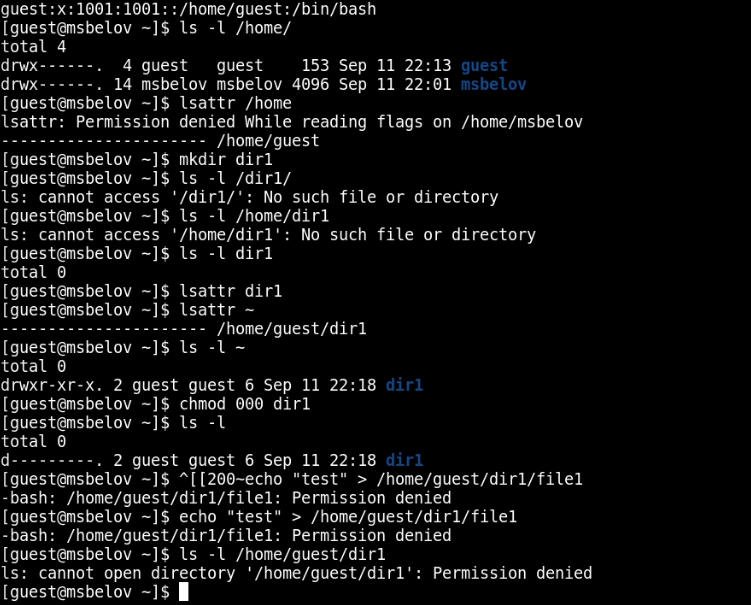 guest:x:1001:1001::/home/guest:/bin/bash
[guest@msbelov ~]$ ls -l /home/
total 4
drwx------.  4 guest   guest    153 Sep 11 22:13 guest
drwx------. 14 msbelov msbelov 4096 Sep 11 22:01 msbelov
[guest@msbelov ~]$ lsattr /home
lsattr: Permission denied While reading flags on /home/msbelov
---------------------- /home/guest
[guest@msbelov ~]$ mkdir dir1
[guest@msbelov ~]$ ls -l /dir1/
ls: cannot access '/dir1/': No such file or directory
[guest@msbelov ~]$ ls -l /home/dir1
ls: cannot access '/home/dir1': No such file or directory
[guest@msbelov ~]$ ls -l dir1
total 0
[guest@msbelov ~]$ lsattr dir1
[guest@msbelov ~]$ lsattr ~
---------------------- /home/guest/dir1
[guest@msbelov ~]$ ls -l ~
total 0
drwxr-xr-x. 2 guest guest 6 Sep 11 22:18 dir1
[guest@msbelov ~]$ chmod 000 dir1
[guest@msbelov ~]$ ls -l
total 0
d---------. 2 guest guest 6 Sep 11 22:18 dir1
[guest@msbelov ~]$ ^[[200~echo "test" > /home/guest/dir1/file1
-bash: /home/guest/dir1/file1: Permission denied
[guest@msbelov ~]$ echo "test" > /home/guest/dir1/file1
-bash: /home/guest/dir1/file1: Permission denied
[guest@msbelov ~]$ ls -l /home/guest/dir1
ls: cannot open directory '/home/guest/dir1': Permission denied
[guest@msbelov ~]$